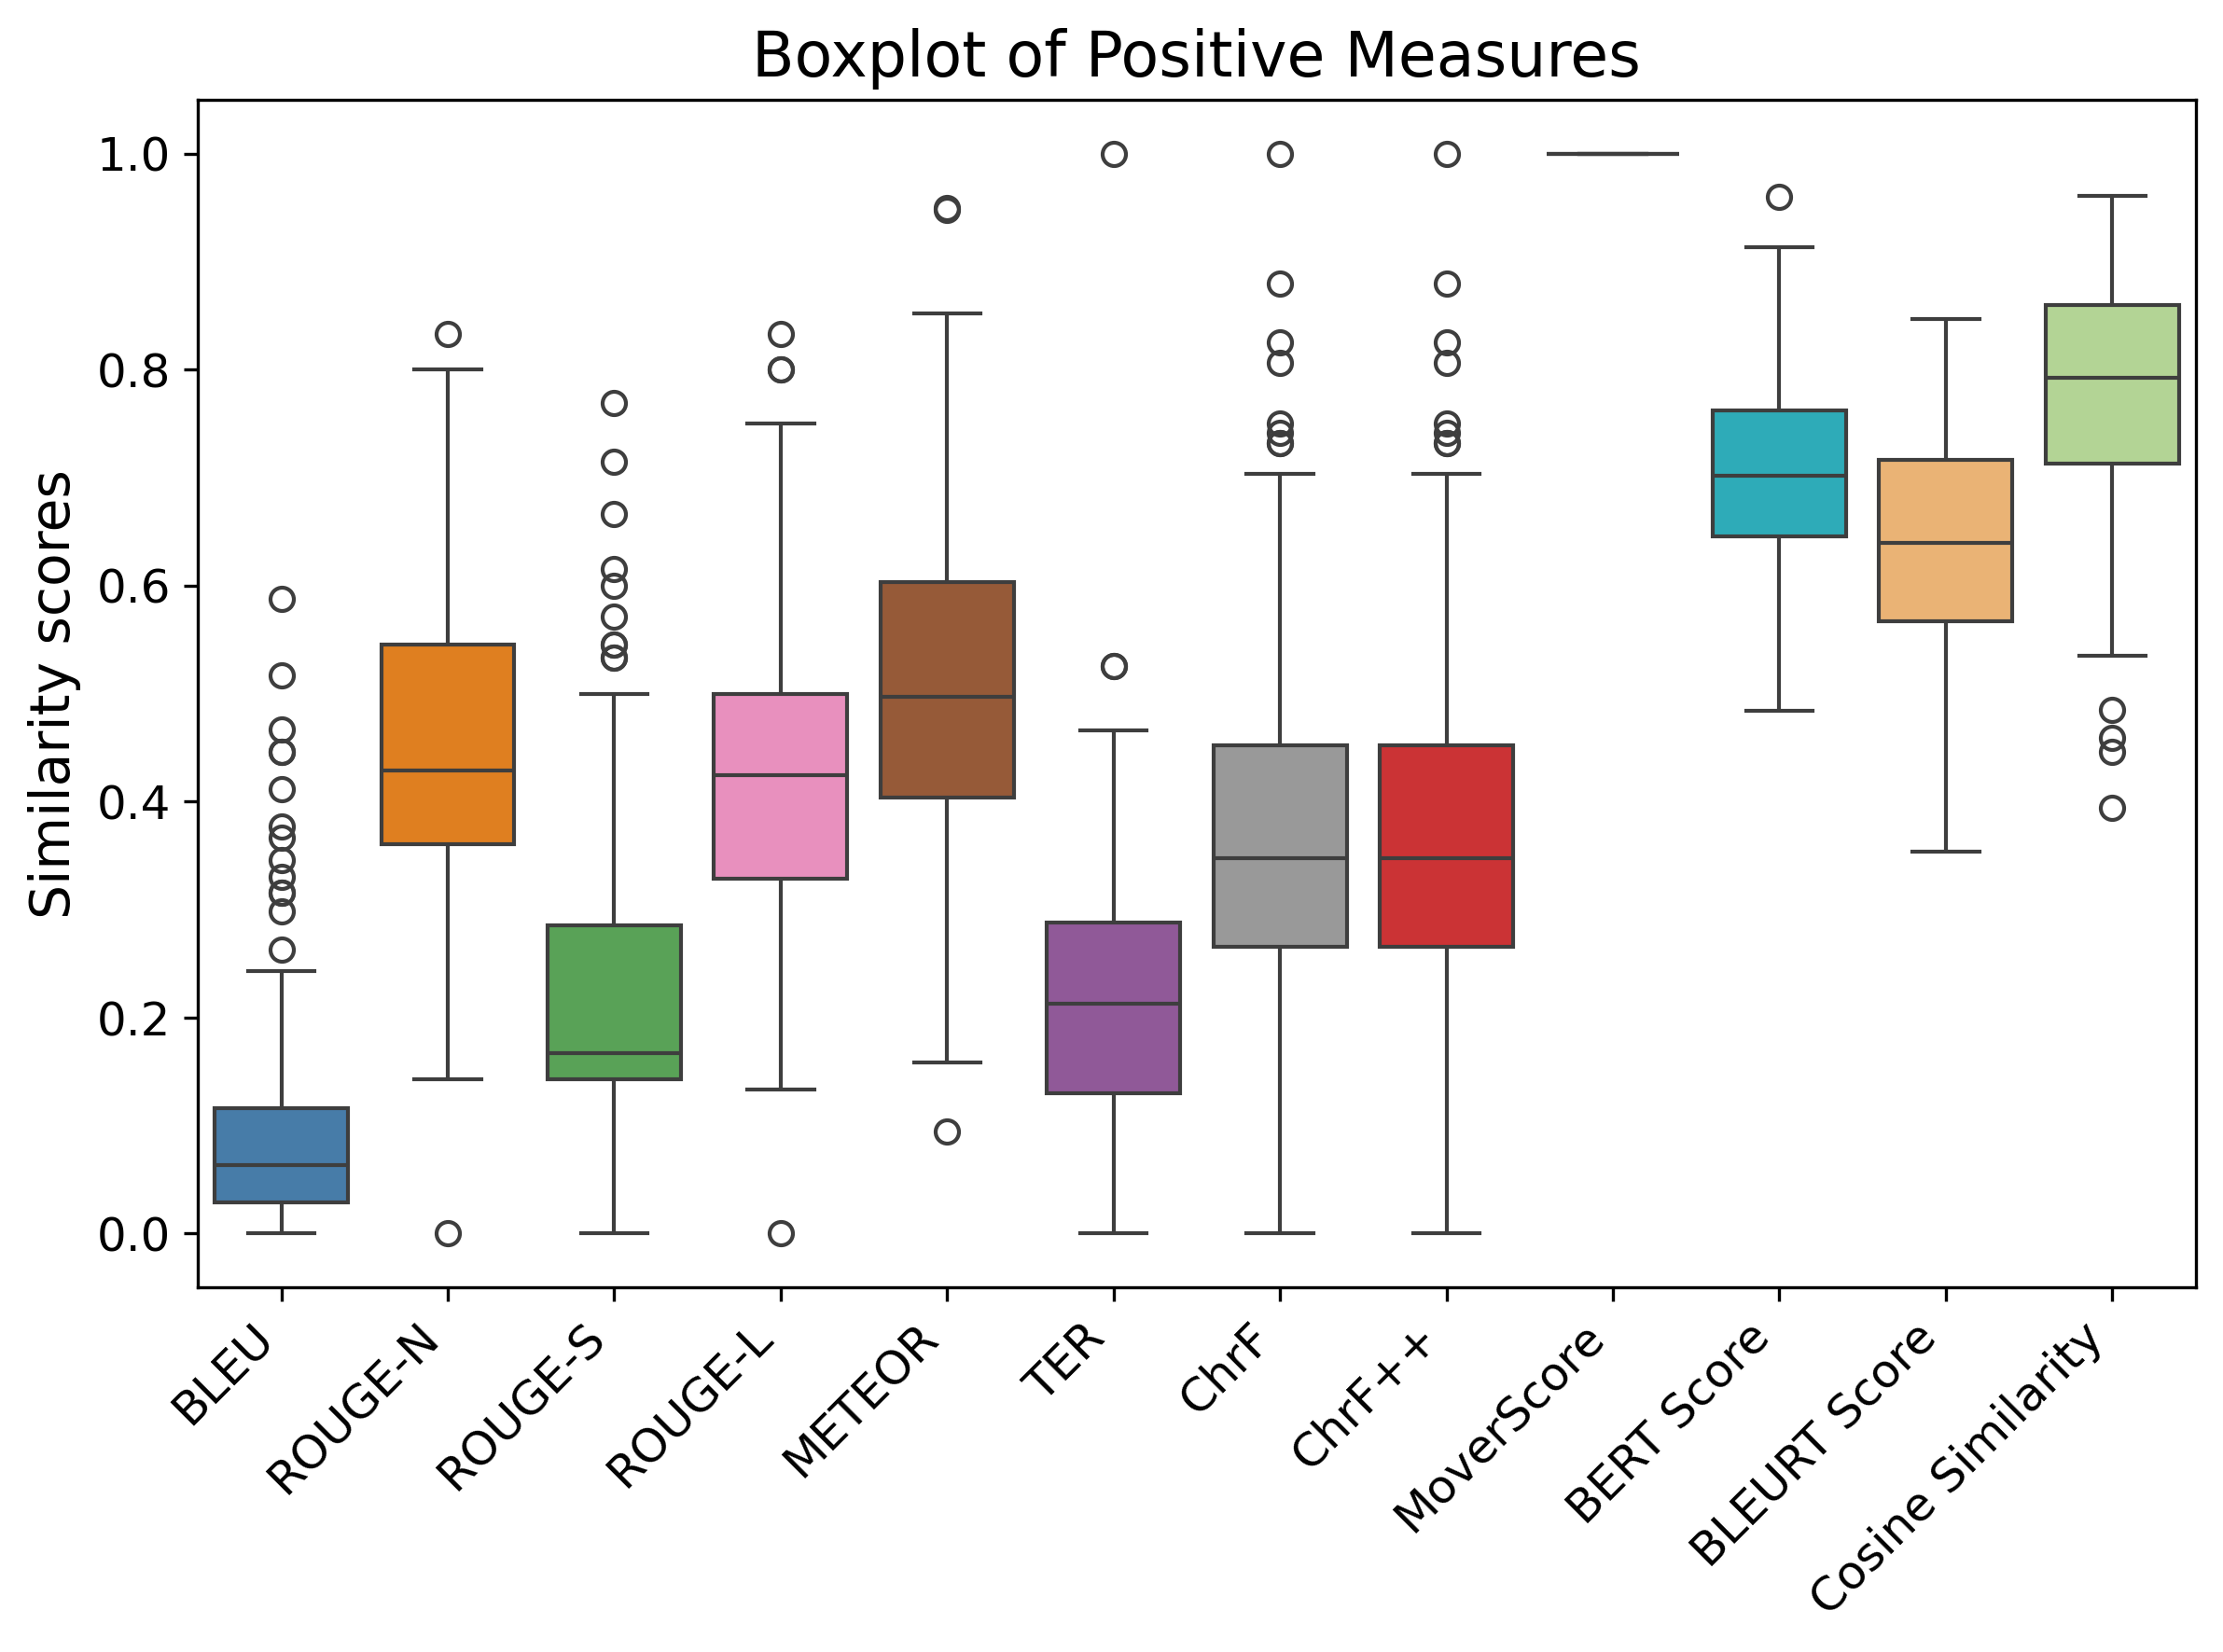 Boxplot of Positive Measures
Similarity scores
1.0
0.8
0.6
0.4
0.2
0.0
BLEU
ROUGE-N
ROUGE-S
ROUGE-L
METEOR
TER
ChrF
ChrF++
MoverScore
BERT Score
BLEURT Score
Cosine Similarity